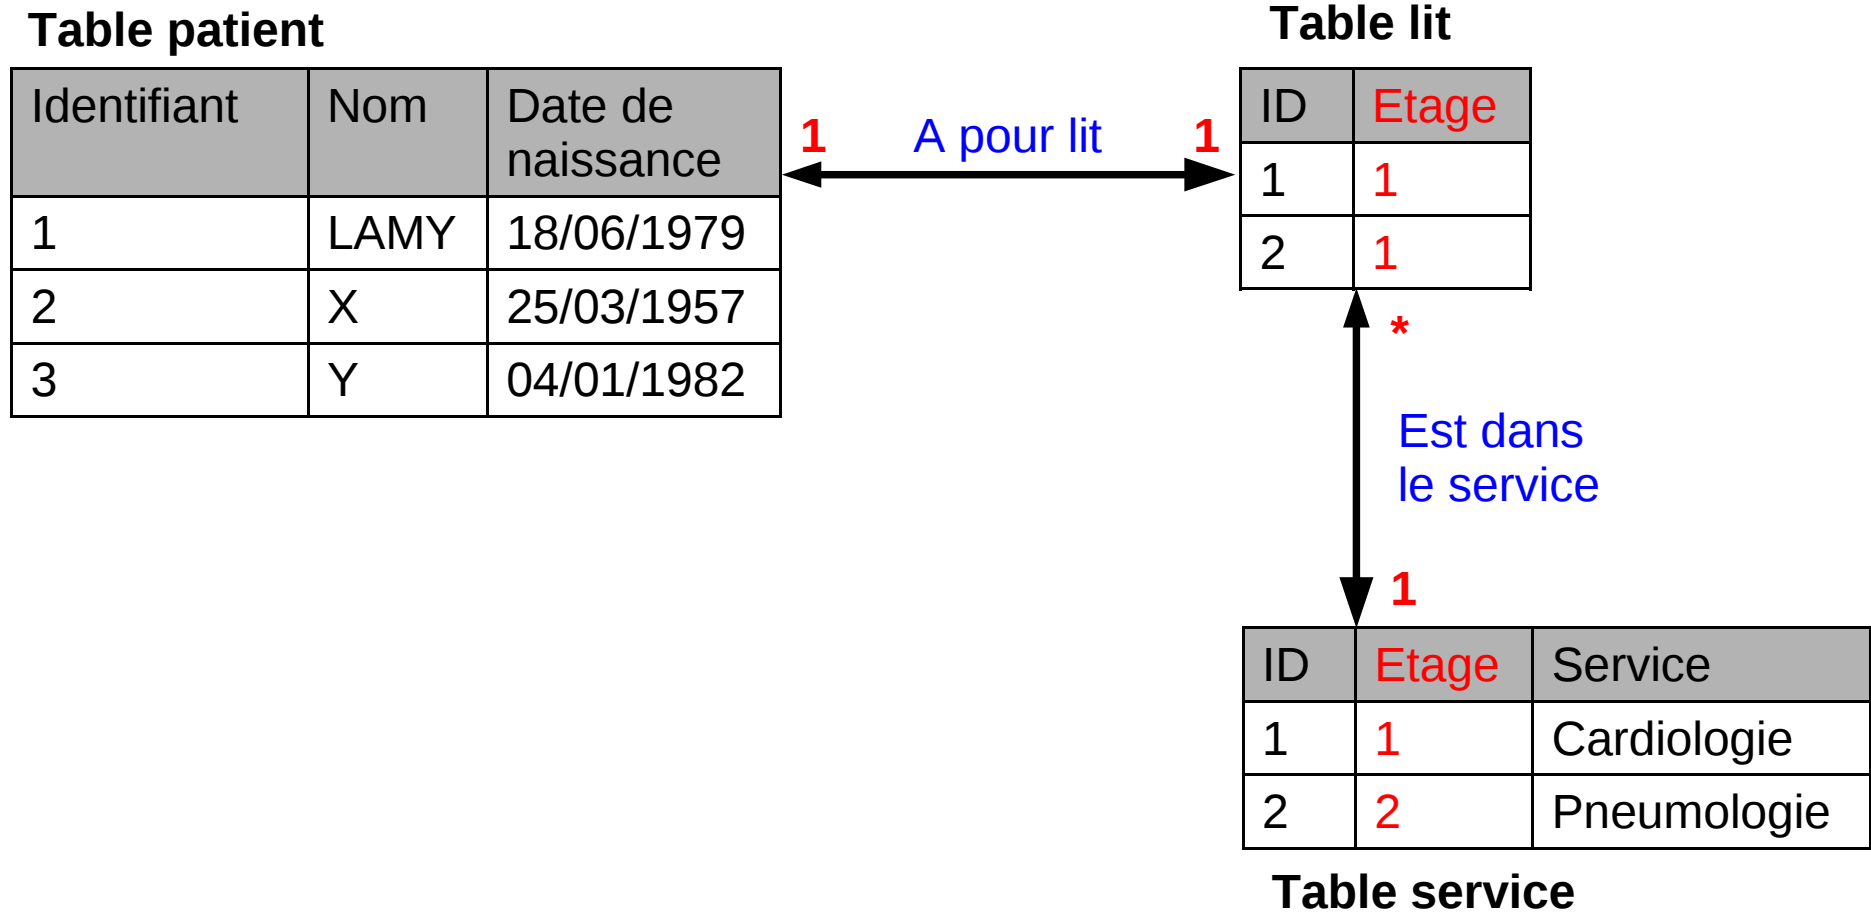 Table patient
Identifiant Nom Date de
naissance
1 LAMY 18/06/1979
2 X 25/03/1957
3 Y 04/01/1982
1 A pour lit 1
Table lit
ID Etage
1 1
2 1
*
Est dans
le service
1
ID Etage Service
1 1 Cardiologie
2 2 Pneumologie
Table service